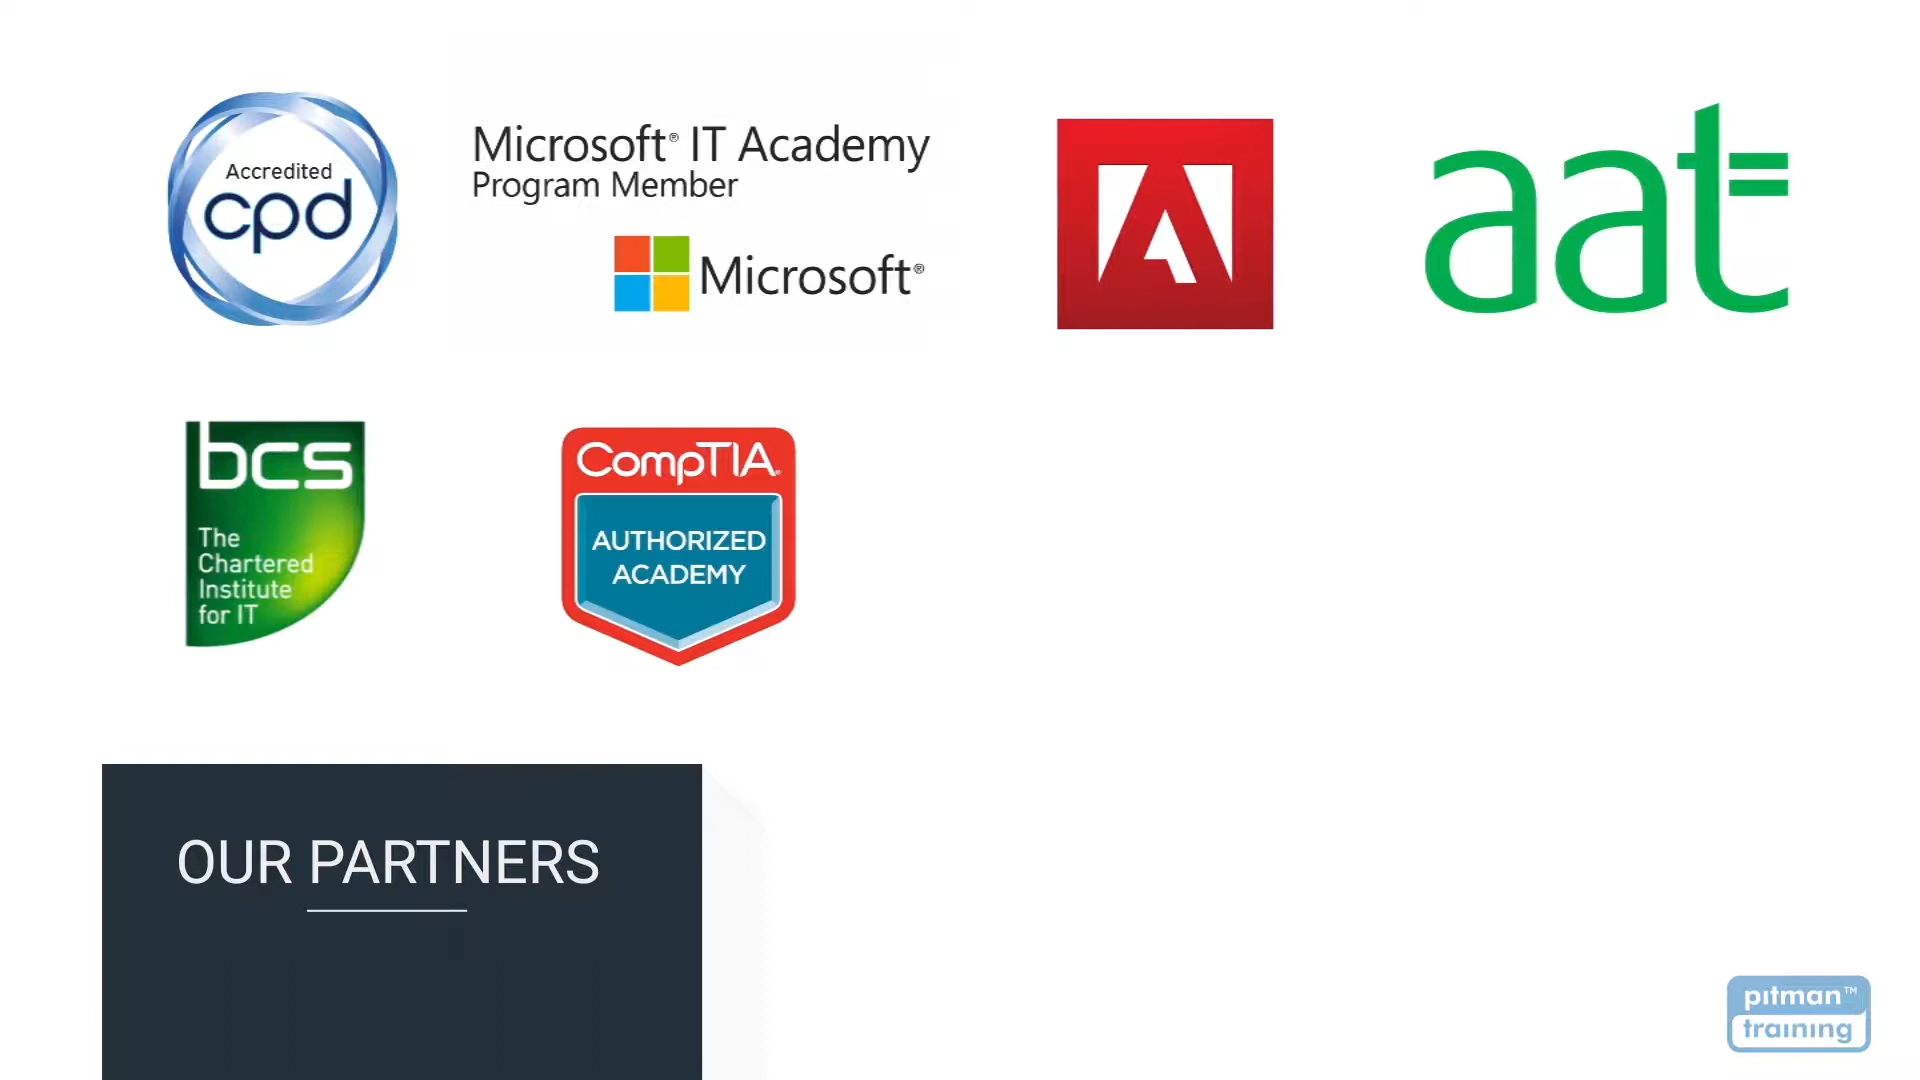 Accredited
cpd
Microsoft® IT Academy
Program Member
Microsoft®
aat
bcs
The
Chartered
Institute
for IT
CompTIA.
AUTHORIZED
ACADEMY
OUR PARTNERS
pitman™
training